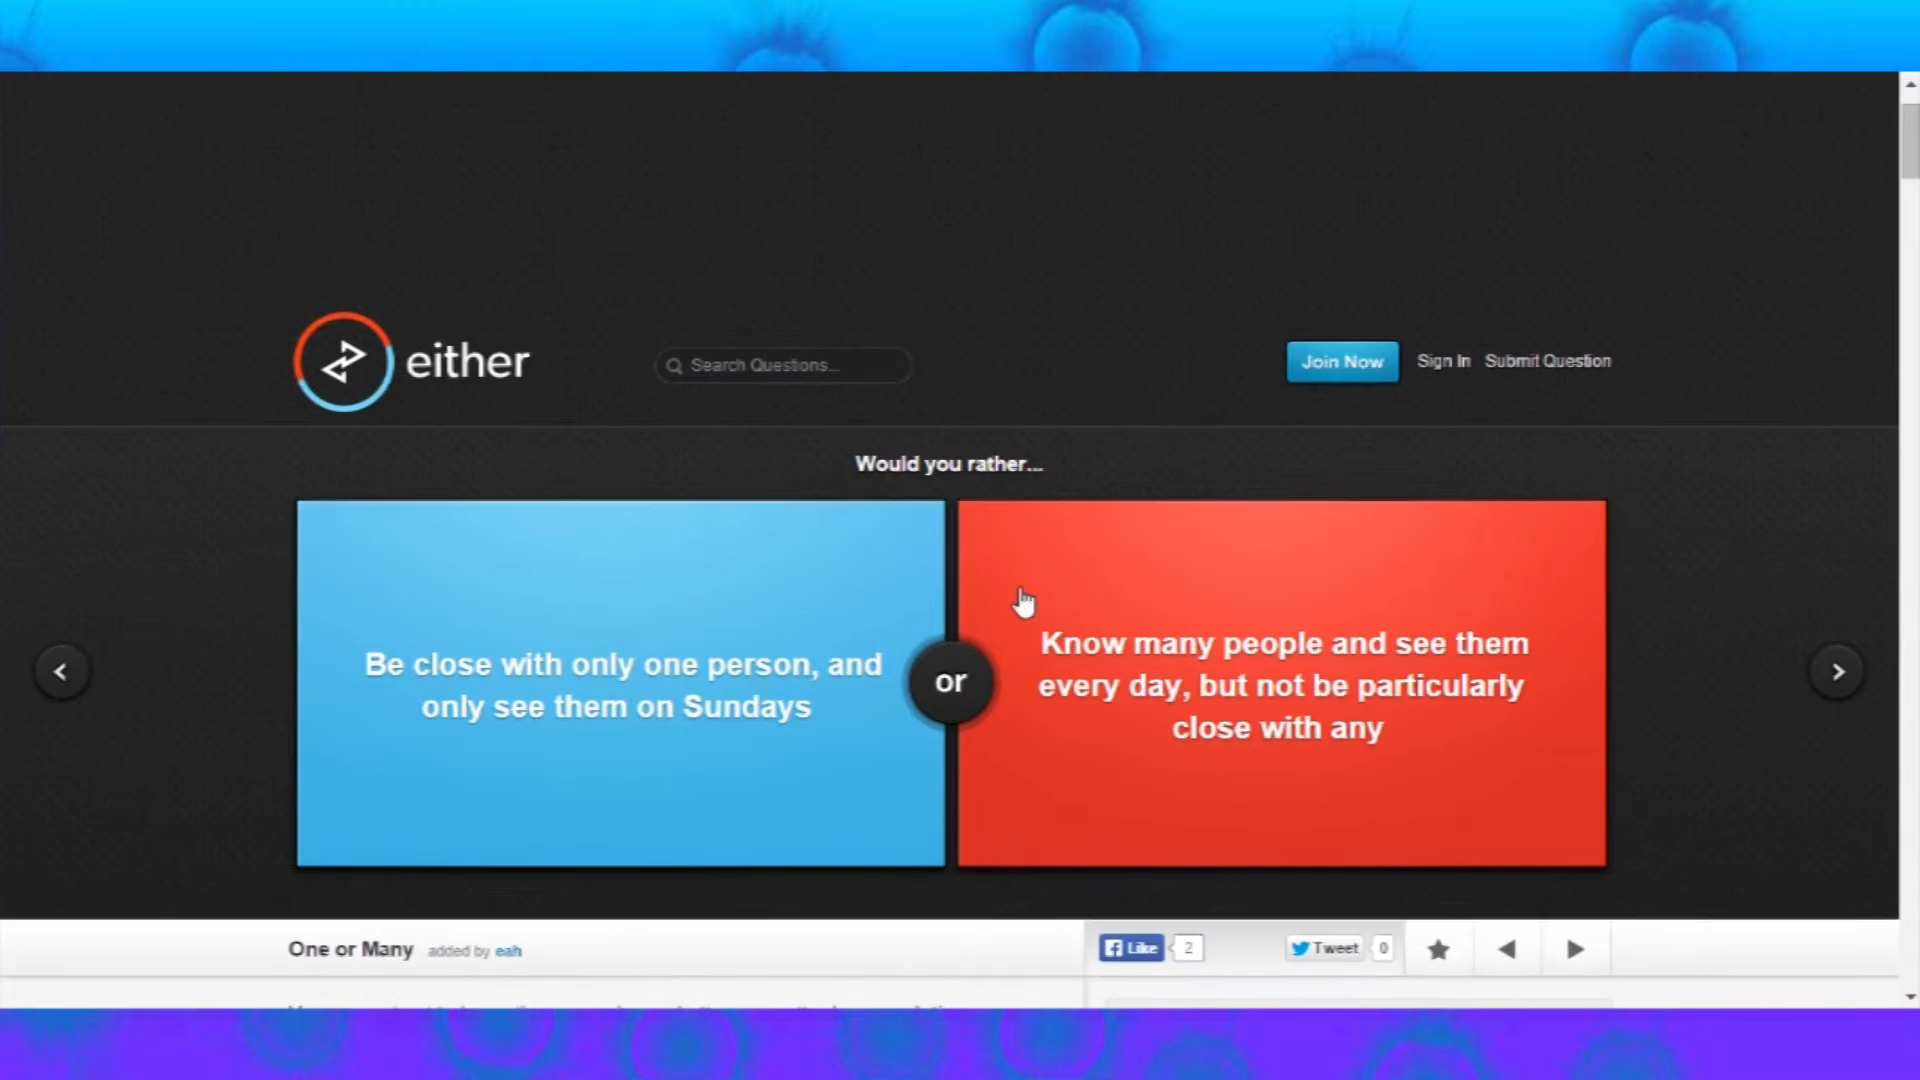 either
Search Questions...
Join Now
Sign In
Submit Question
Would you rather...
Be close with only one person, and
only see them on Sundays
or
Know many people and see them
every day, but not be particularly
close with any
One or Many added by eah
Like 2
Tweet 0